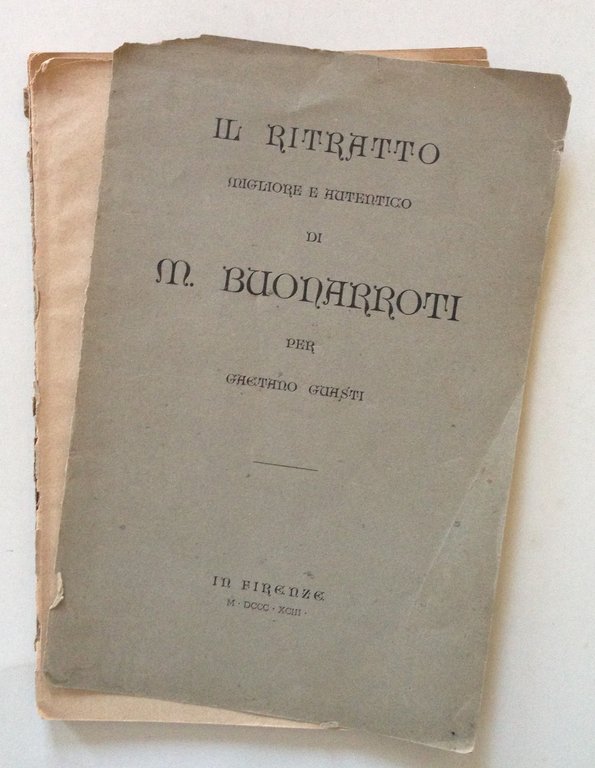 IL RITRATTO
MIGLIORE E AUTENTICO
DI
M. BUONARROTI
PER
GAETANO GUASTI
IN FIRENZE
M · DCCC · XCIII ·